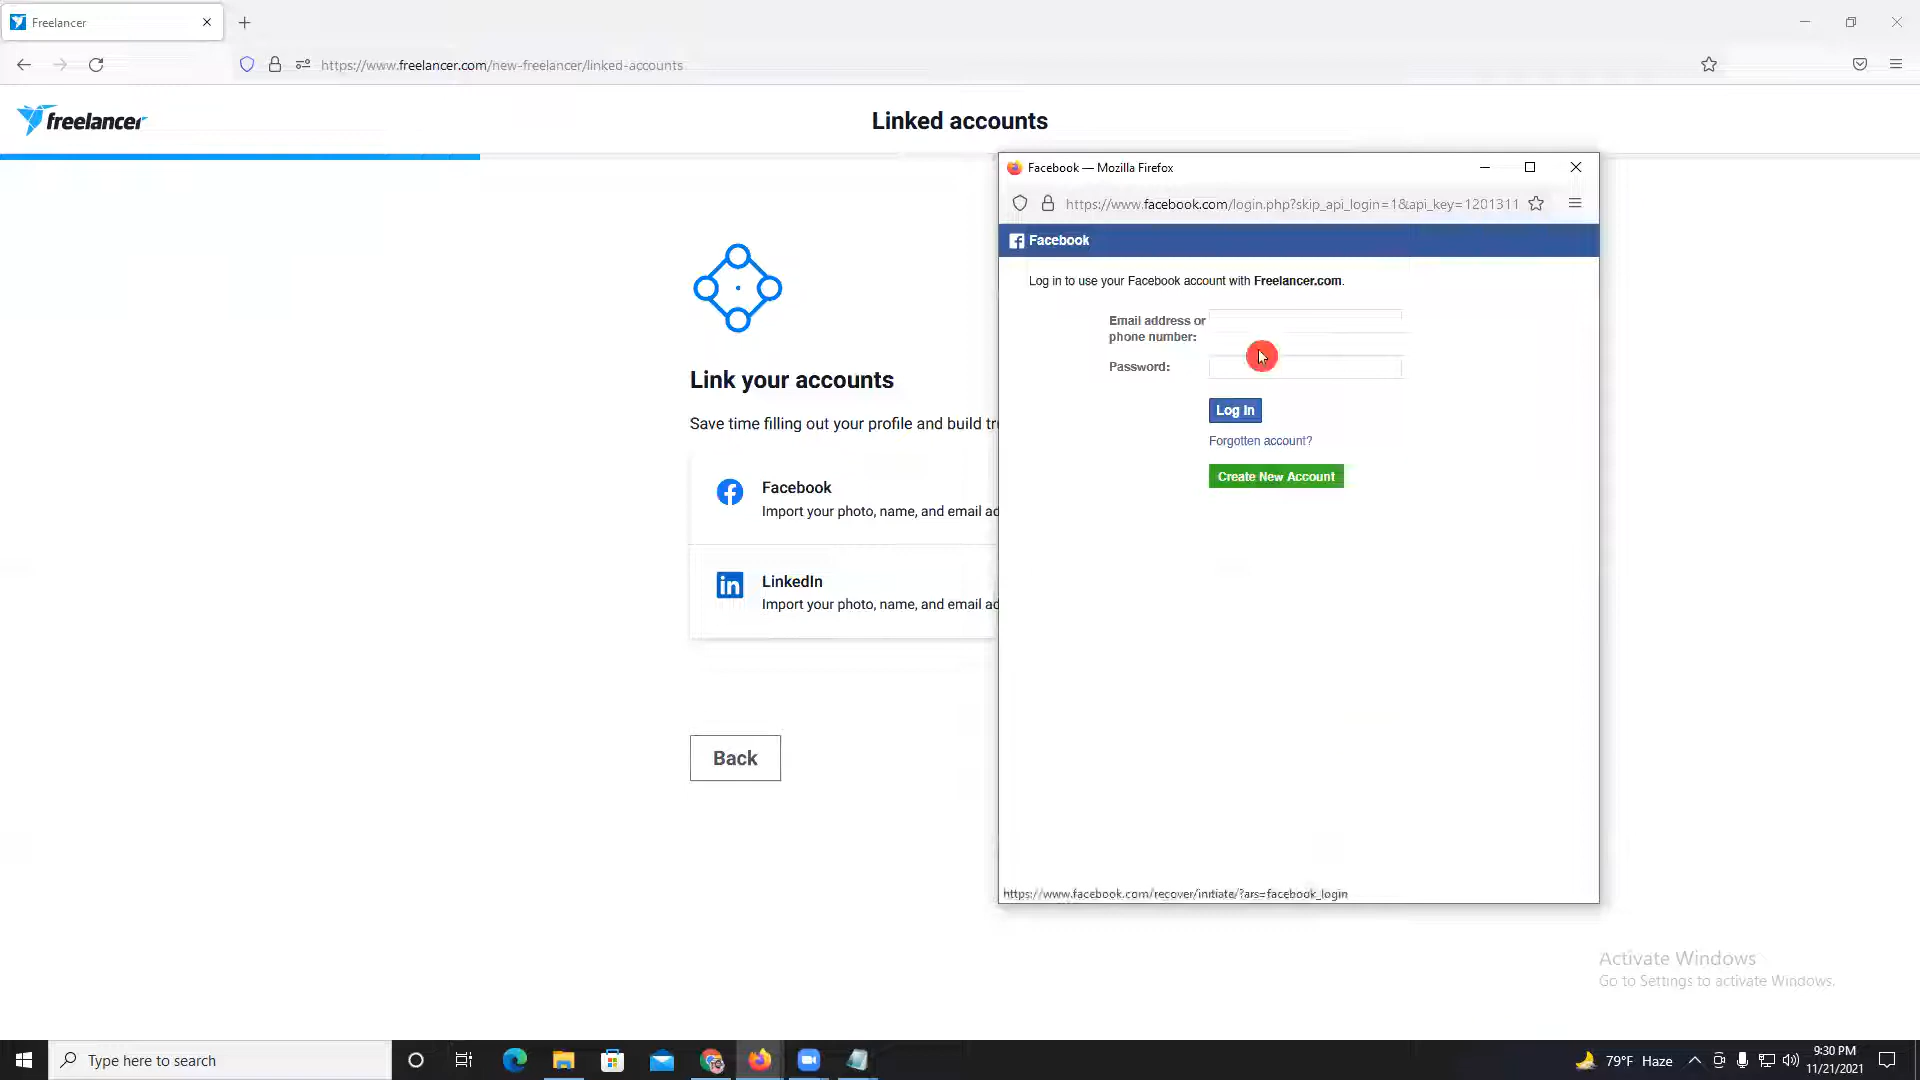 Freelancer
https://www.freelancer.com/new-freelancer/linked-accounts
freelancer
Linked accounts
Facebook — Mozilla Firefox
https://www.facebook.com/login.php?skip_api_login=1&api_key=1201311
Facebook
Log in to use your Facebook account with Freelancer.com.
Email address or
phone number:
Password:
Log In
Forgotten account?
Create New Account
Link your accounts
Save time filling out your profile and build
Facebook
Import your photo, name, and email
LinkedIn
in
Import your photo, name, and email
Back
https://www.facebook.com/recover/initiate/?ars=facebook_login
Activate Windows
Go to Settings to activate Windows.
Type here to search
79°F Haze
9:30 PM
11/21/2021